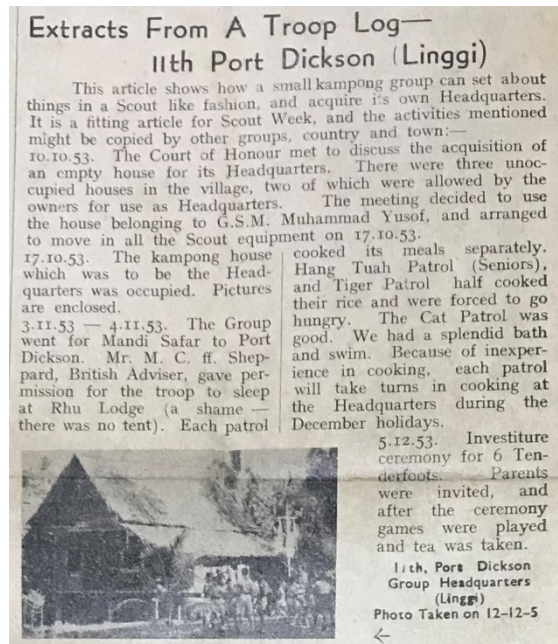 Extracts From A Troop Log—
11th Port Dickson (Linggi)
This article shows how a small kampong group can set about
things in a Scout like fashion, and acquire its own Headquarters.
It is a fitting article for Scout Week, and the activities mentioned
might be copied by other groups, country and town:—
10.10.53. The Court of Honour met to discuss the acquisition of
an empty house for its Headquarters. There were three unoc-
cupied houses in the village, two of which were allowed by the
owners for use as Headquarters. The meeting decided to use
the house belonging to G.S.M. Muhammad Yusof, and arranged
to move in all the Scout equipment on 17.10.53.
17.10.53. The kampong house
which was to be the Head-
quarters was occupied. Pictures
are enclosed.
3.11.53 — 4.11.53. The Group
went for Mandi Safar to Port
Dickson. Mr. M. C. ff. Shep-
pard, British Adviser, gave per-
mission for the troop to sleep
at Rhu Lodge (a shame —
there was no tent). Each patrol
cooked its meals separately.
Hang Tuah Patrol (Seniors),
and Tiger Patrol half cooked
their rice and were forced to go
hungry. The Cat Patrol was
good. We had a splendid bath
and swim. Because of inexper-
ience in cooking, each patrol
will take turns in cooking at
the Headquarters during the
December holidays.
5.12.53. Investiture
ceremony for 6 Ten-
derfoots. Parents
were invited, and
after the ceremony
games were played
and tea was taken.
11th, Port Dickson
Group Headquarters
(Linggi)
Photo Taken on 12-12-5
←